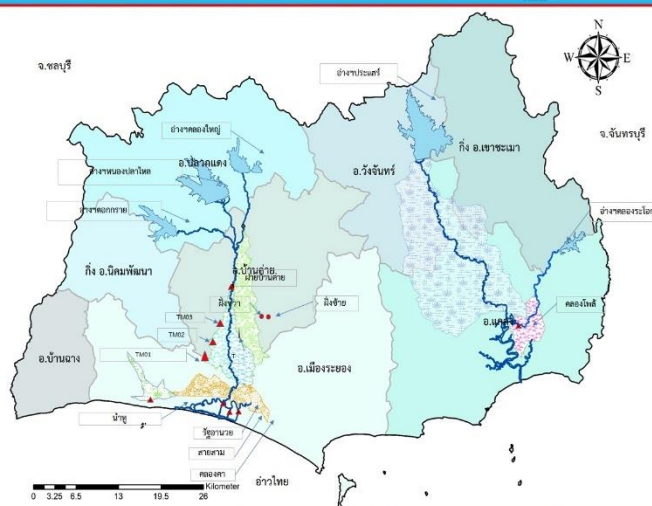 N
W E
S
จ.ชลบุรี
อ่างฯประแสร์
จ.จันทรบุรี
อ่างฯคลองใหญ่
กิ่ง อ.เขาชะเมา
อ.ปลวกแดง
อ่างฯหนองปลาไหล
อ.วังจันทร์
อ่างฯดอกกราย
อ่างฯคลองระโอก
กิ่ง อ.นิคมพัฒนา
อ.บ้านค่าย
ฝายบ้านค่าย
ฝั่งขวา
ฝั่งซ้าย
คลองโพล้
TM03
อ.แกลง
TM02
TM01
อ.บ้านฉาง
อ.เมืองระยอง
น้ำหู
รัฐอำนวย
สายสาม
คลองคา
อ่าวไทย
Kilometer
0 3.25 6.5 13 19.5 26